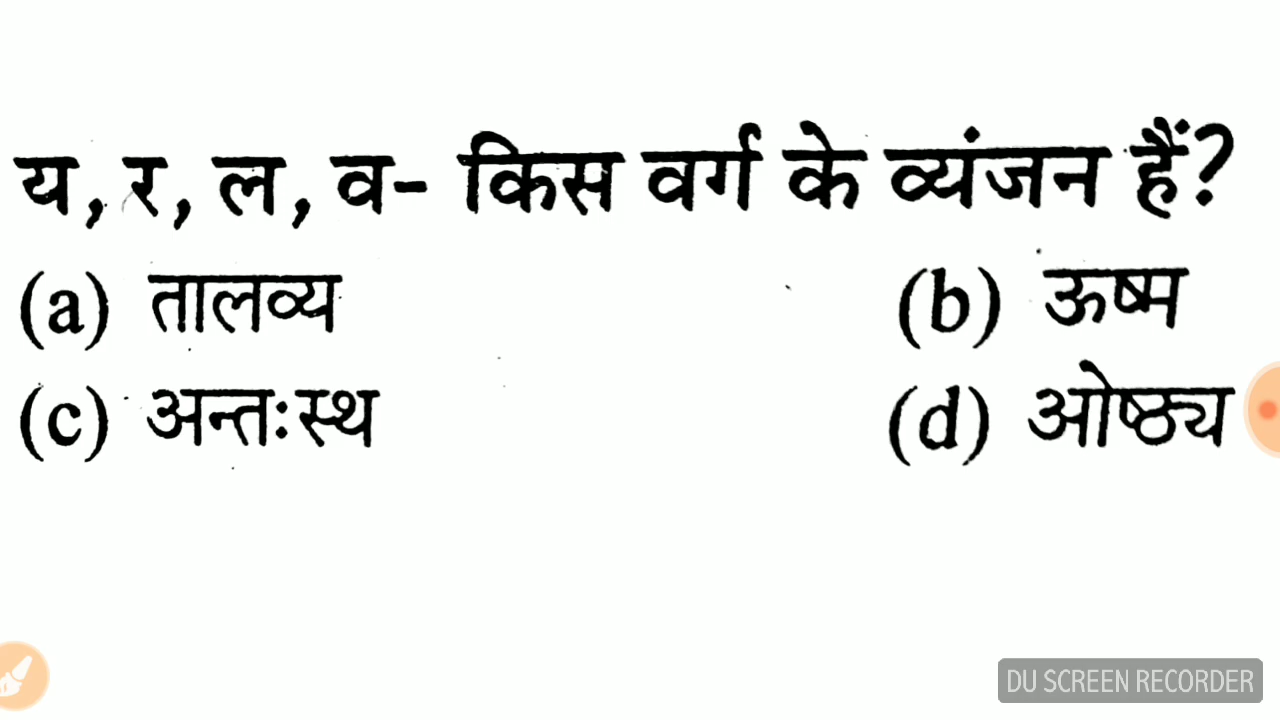 य, र, ल, व- किस वर्ग के व्यंजन हैं?
(a) तालव्य (b) ऊष्म
(c) अन्तःस्थ (d) ओष्ठ्य
DU SCREEN RECORDER